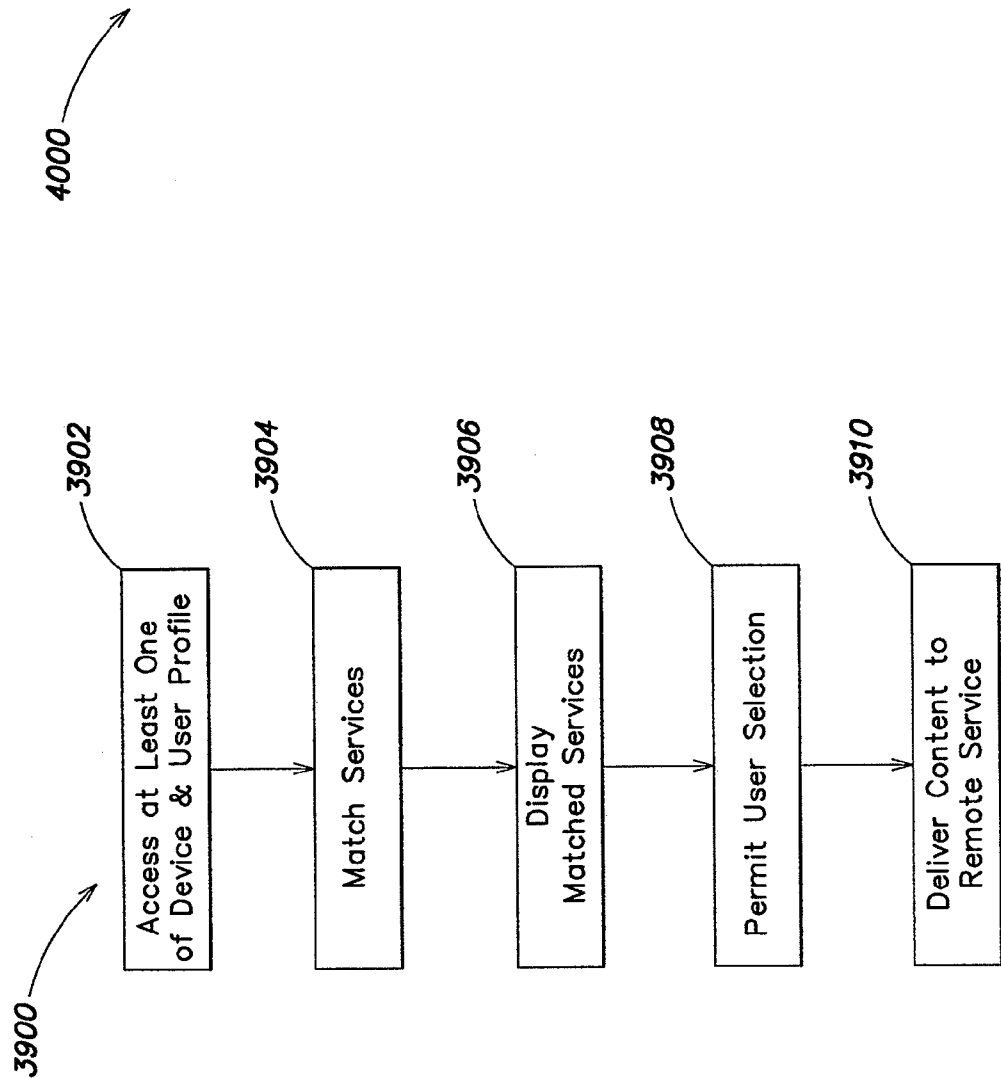 4000
3900
3902
Access at Least One
of Device & User Profile
3904
Match Services
3906
Display
Matched Services
3908
Permit User Selection
3910
Deliver Content to
Remote Service